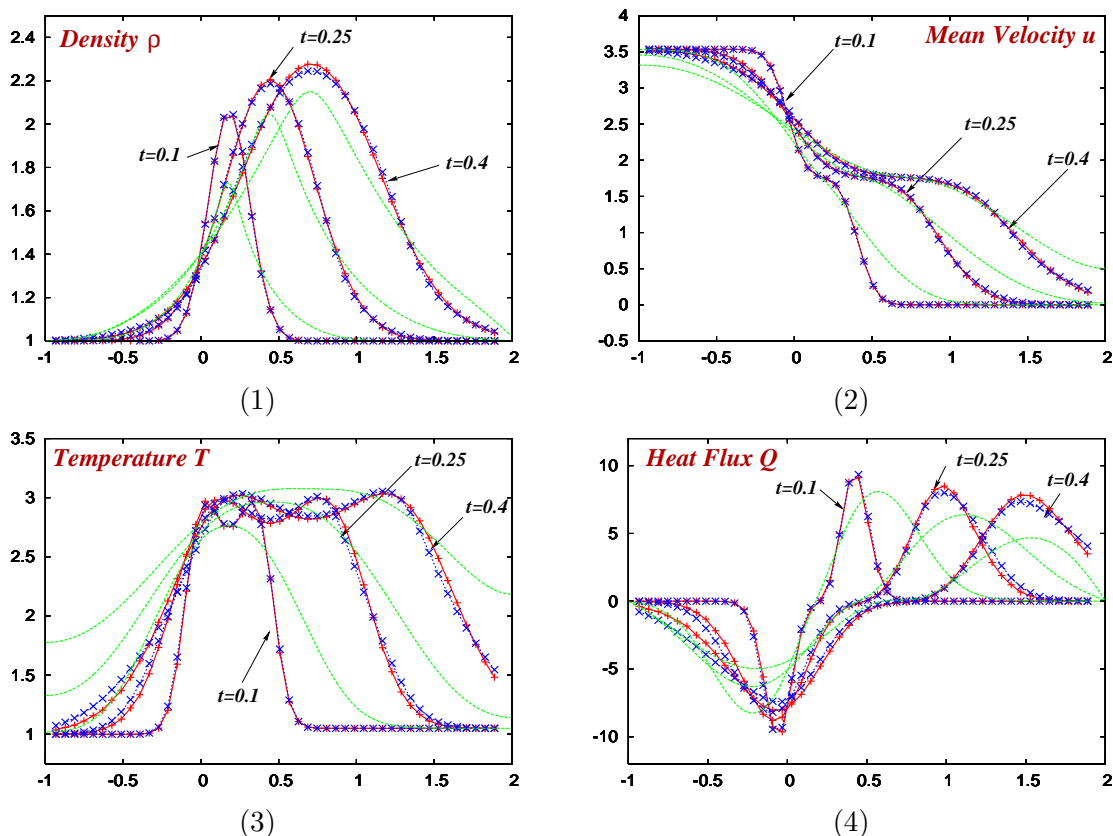 Density ρ
t=0.25
t=0.1
t=0.4
2.4
2.2
2
1.8
1.6
1.4
1.2
1
-1 -0.5 0 0.5 1 1.5 2
(1)
Mean Velocity u
t=0.1
t=0.25
t=0.4
4
3.5
3
2.5
2
1.5
1
0.5
0
-0.5
-1 -0.5 0 0.5 1 1.5 2
(2)
Temperature T
t=0.25
t=0.4
t=0.1
3.5
3
2.5
2
1.5
1
-1 -0.5 0 0.5 1 1.5 2
(3)
Heat Flux Q
t=0.25
t=0.1
t=0.4
10
5
0
-5
-10
-1 -0.5 0 0.5 1 1.5 2
(4)